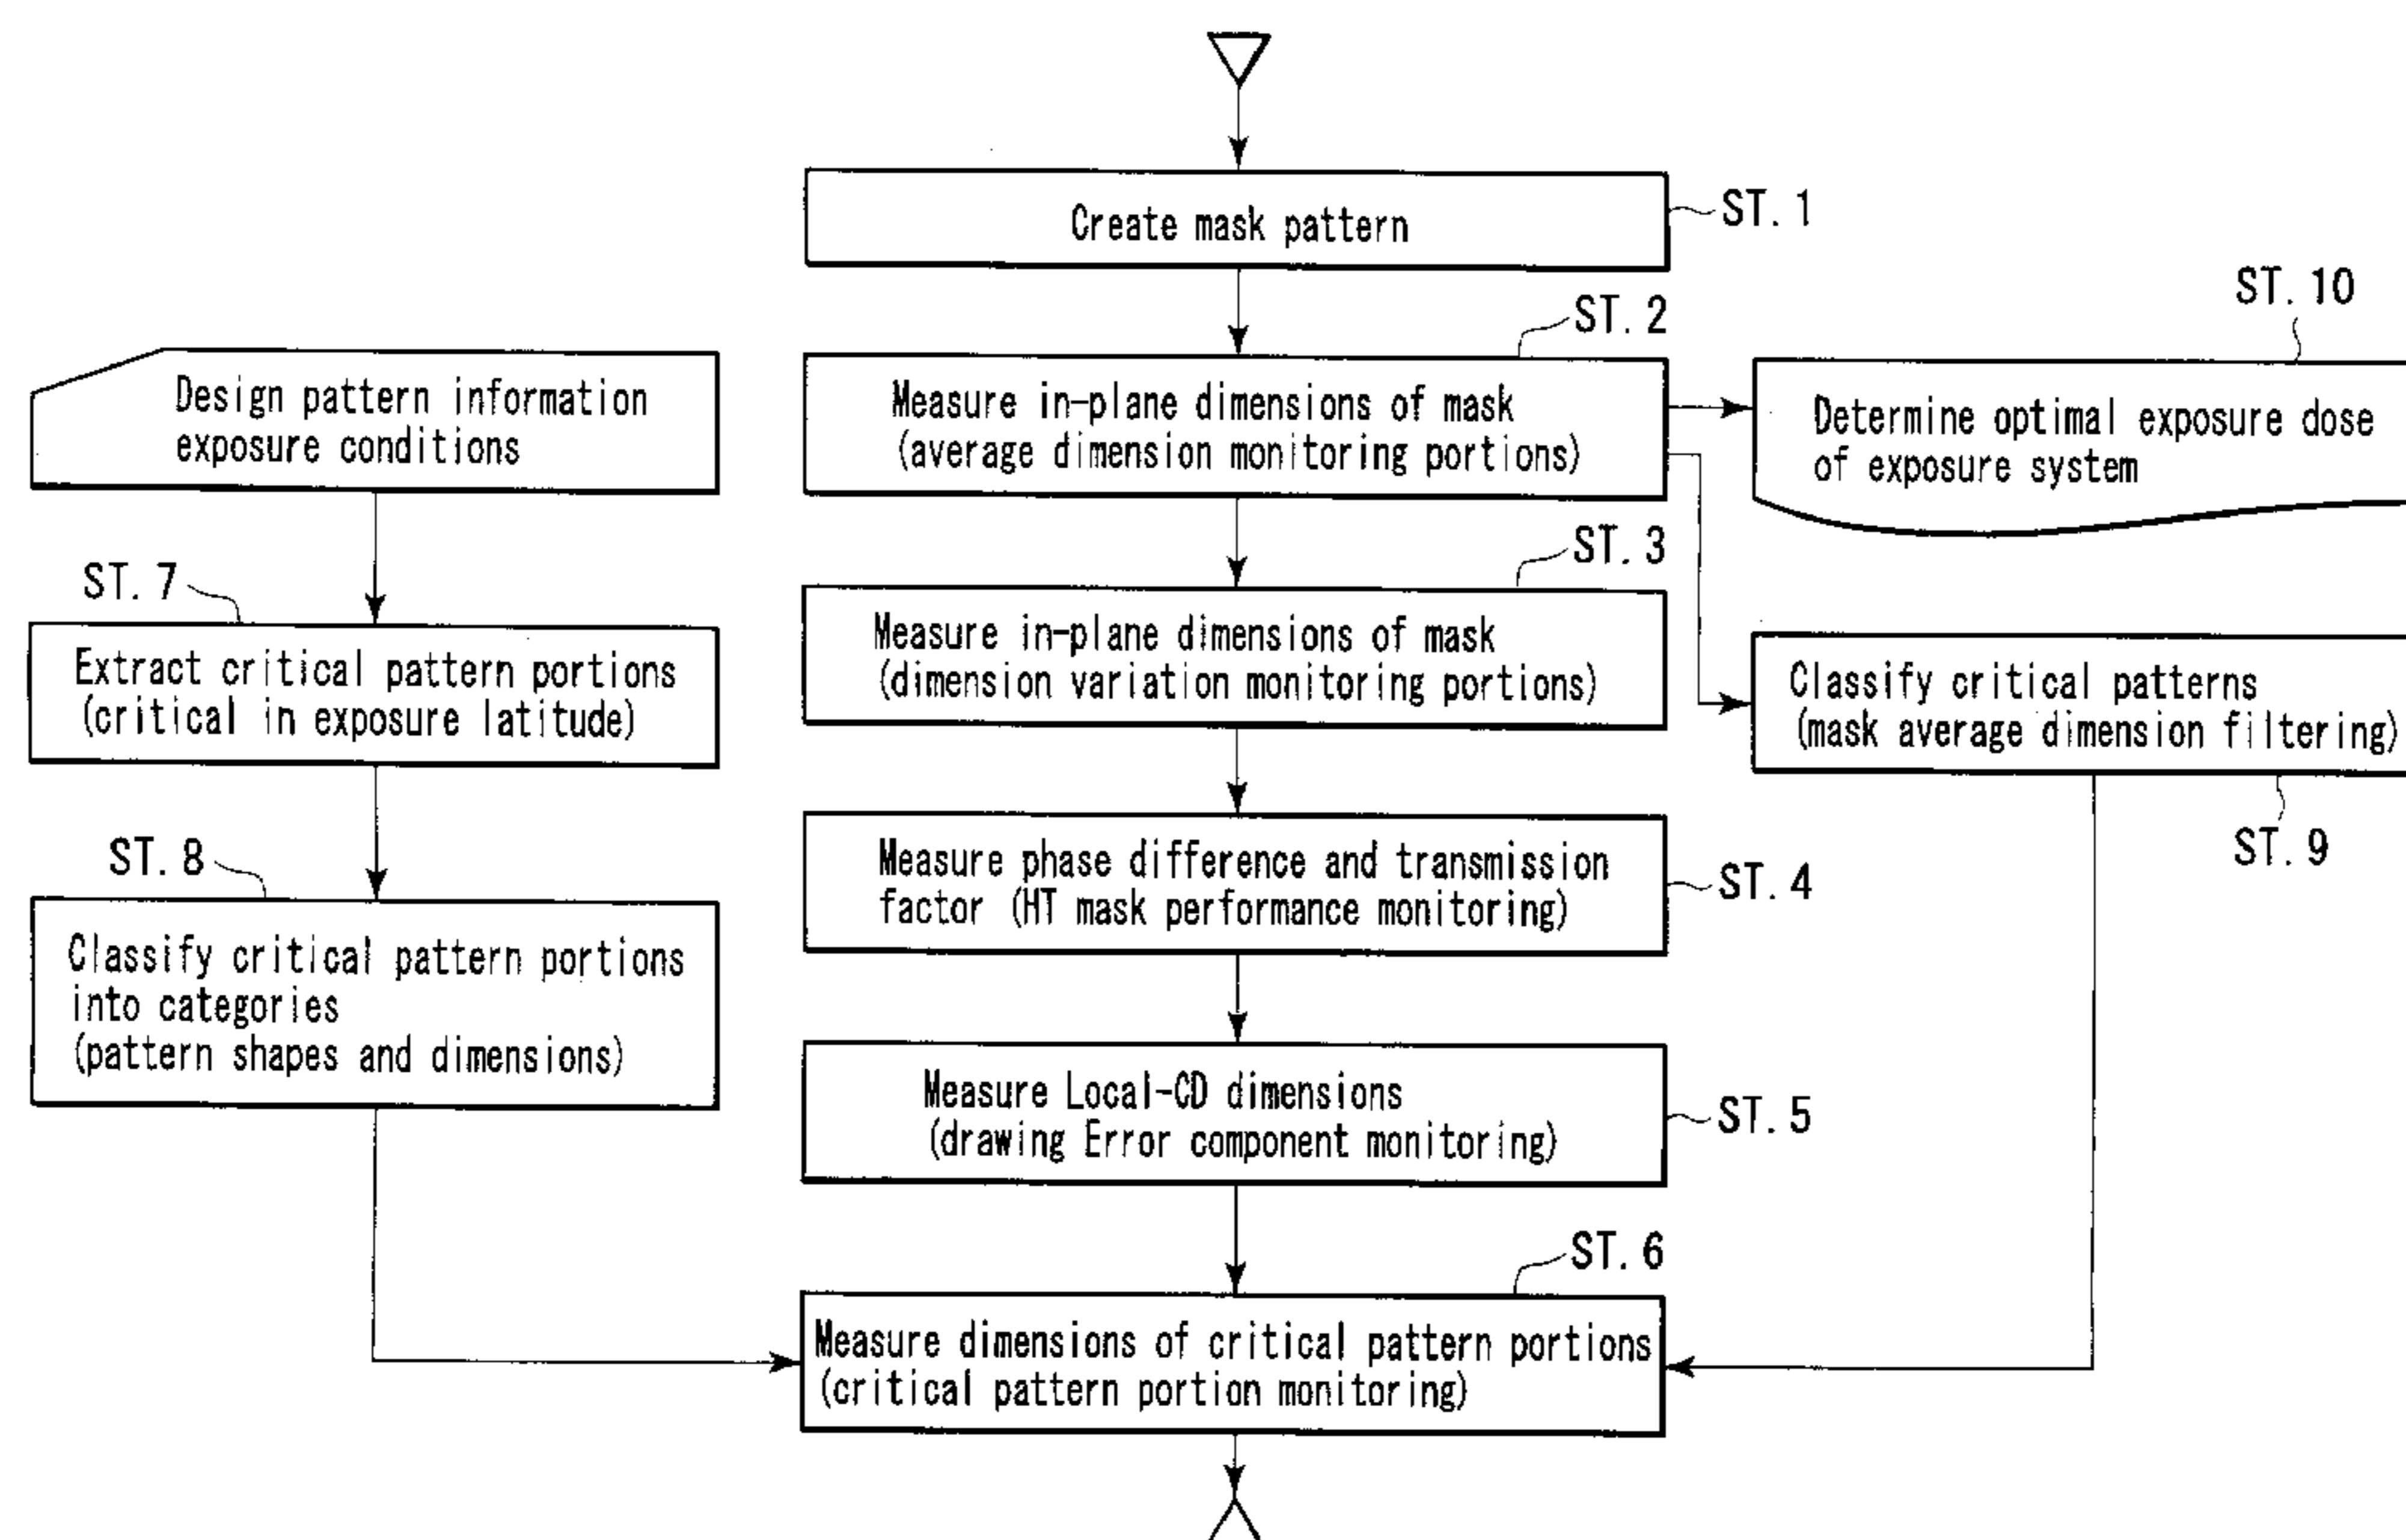 Create mask pattern
ST. 1
ST. 10
ST. 2
Design pattern information
exposure conditions
Measure in-plane dimensions of mask
(average dimension monitoring portions)
Determine optimal exposure dose
of exposure system
ST. 3
ST. 7
Measure in-plane dimensions of mask
(dimension variation monitoring portions)
Extract critical pattern portions
(critical in exposure latitude)
Classify critical patterns
(mask average dimension filtering)
ST. 9
ST. 8
Measure phase difference and transmission
factor (HT mask performance monitoring)
ST. 4
Classify critical pattern portions
into categories
(pattern shapes and dimensions)
Measure Local-CD dimensions
(drawing Error component monitoring)
ST. 5
ST. 6
Measure dimensions of critical pattern portions
(critical pattern portion monitoring)